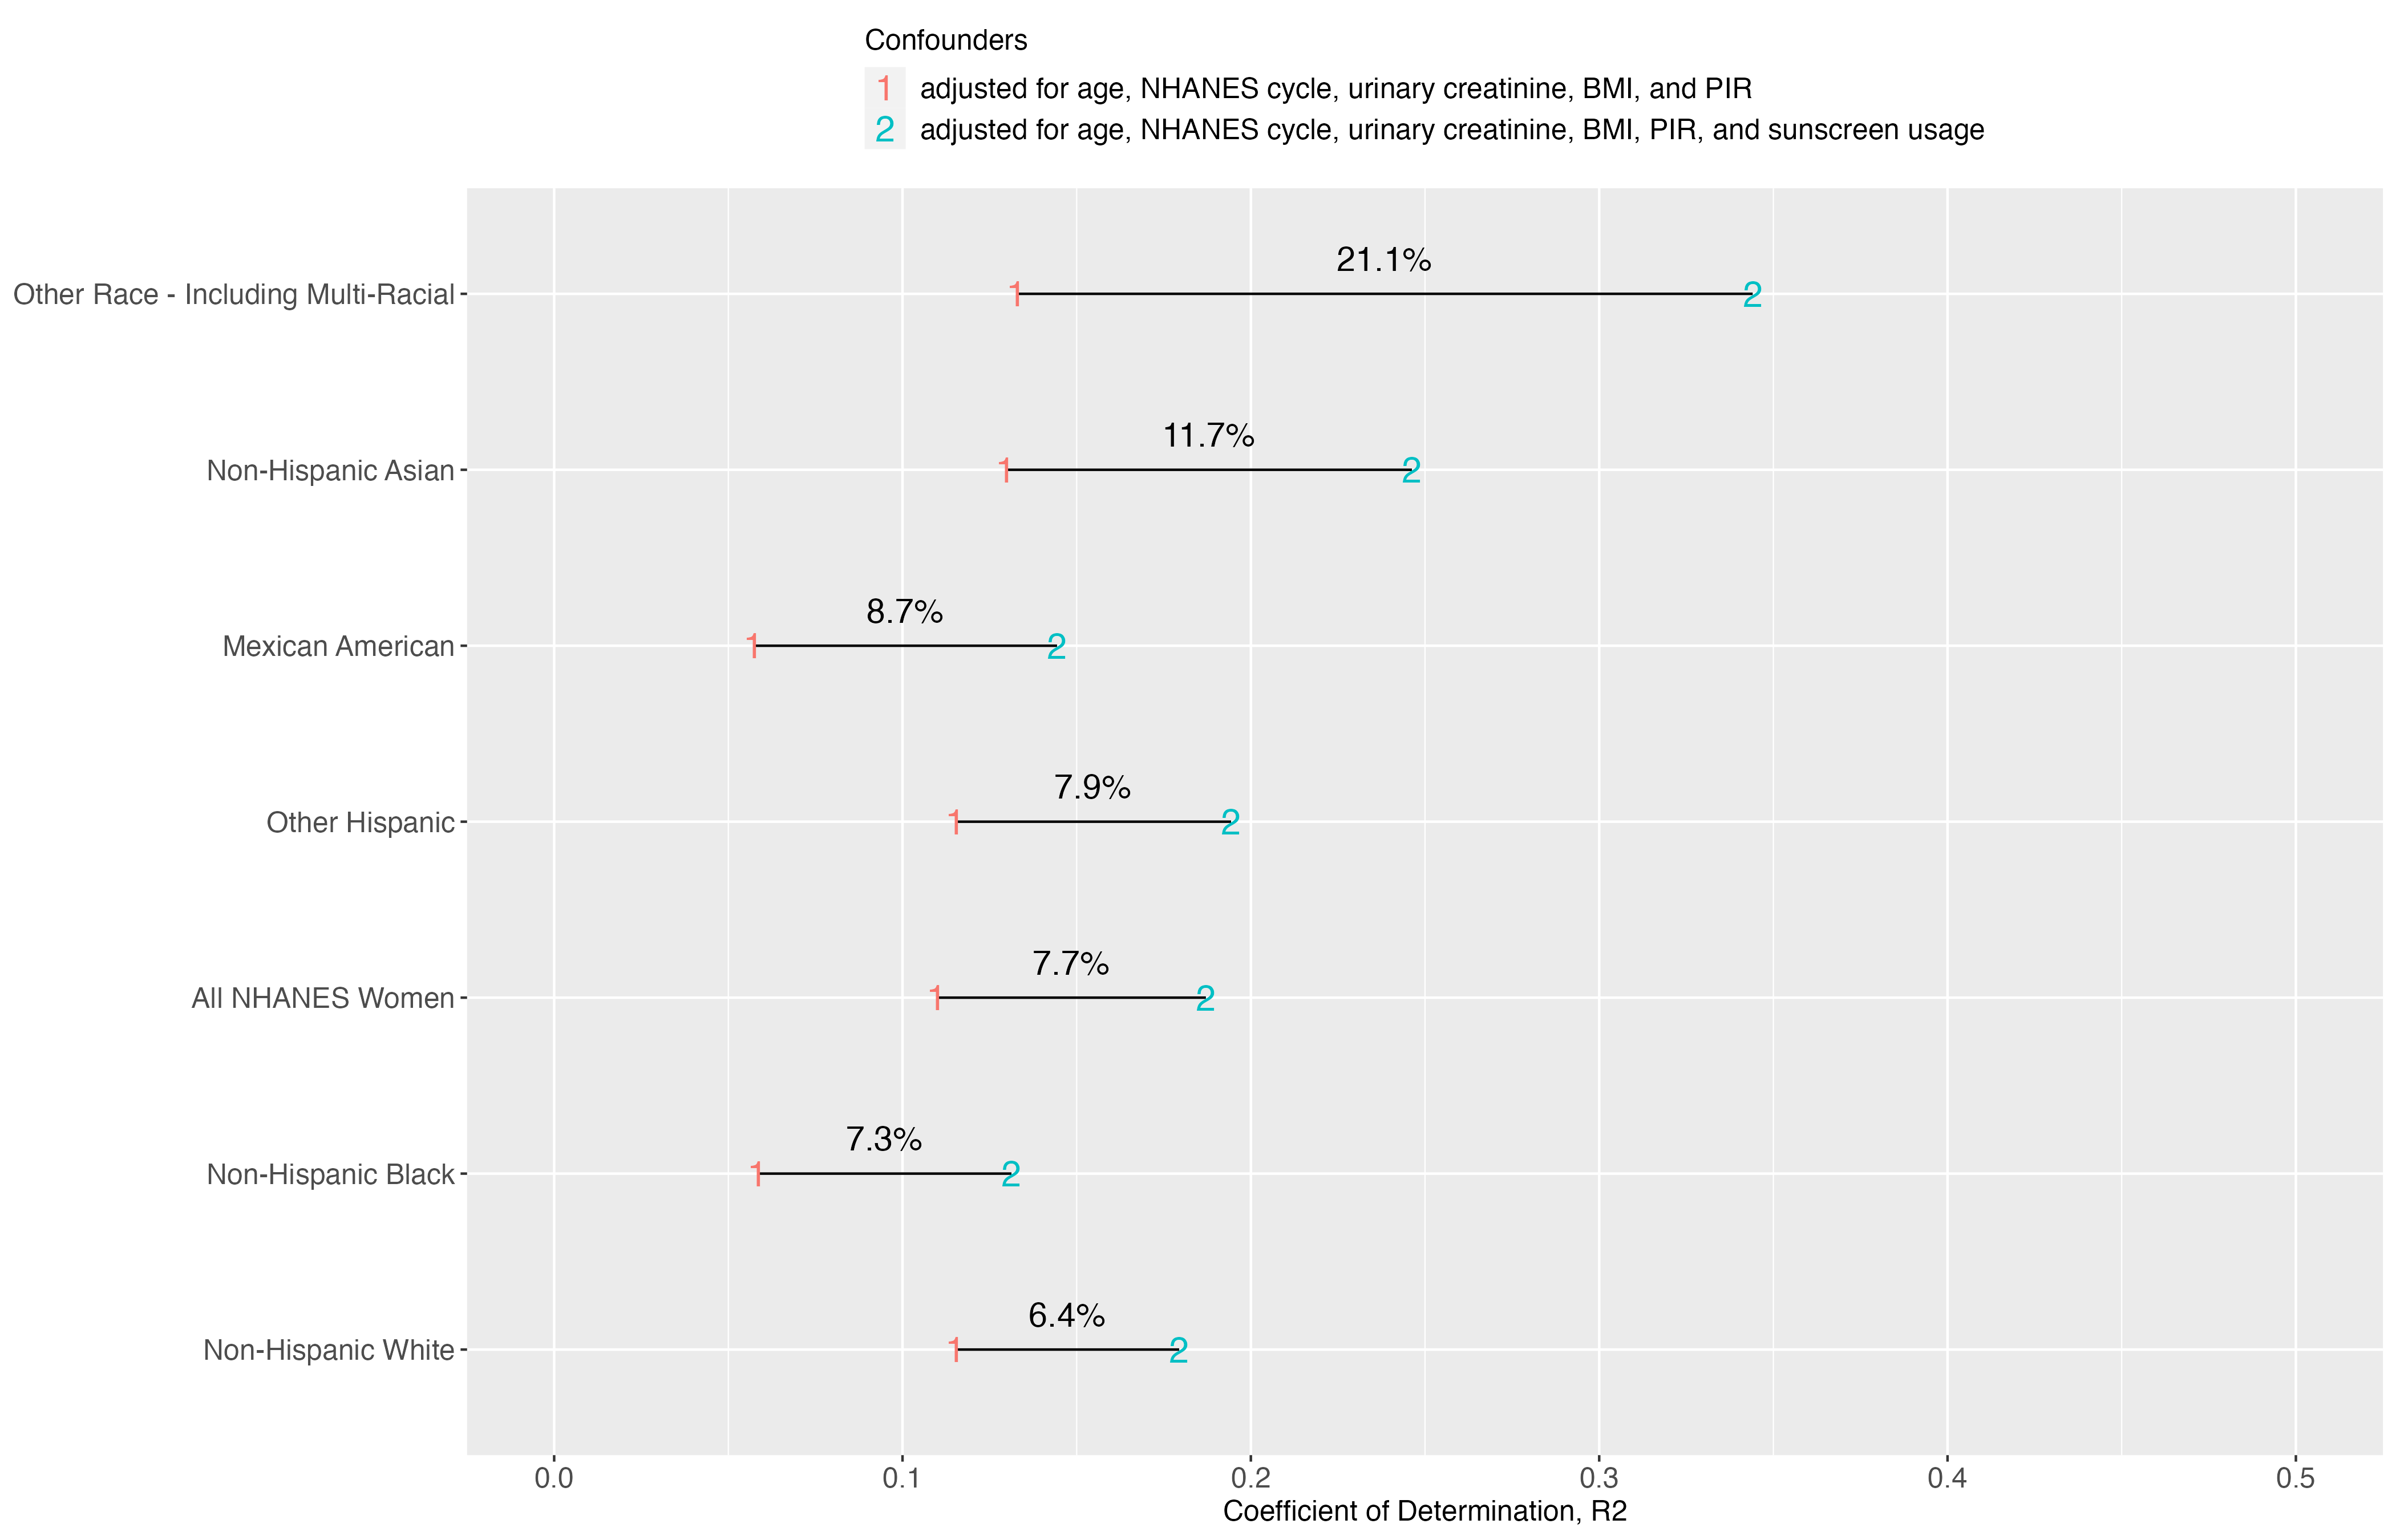 Confounders
1 adjusted for age, NHANES cycle, urinary creatinine, BMI, and PIR
2 adjusted for age, NHANES cycle, urinary creatinine, BMI, PIR, and sunscreen usage
21.1%
Other Race - Including Multi-Racial 1 2
11.7%
Non-Hispanic Asian 1 2
8.7%
Mexican American 1 2
7.9%
Other Hispanic 1 2
7.7%
All NHANES Women 1 2
7.3%
Non-Hispanic Black 1 2
6.4%
Non-Hispanic White 1 2
0.0 0.1 0.2 0.3 0.4 0.5
Coefficient of Determination, R2